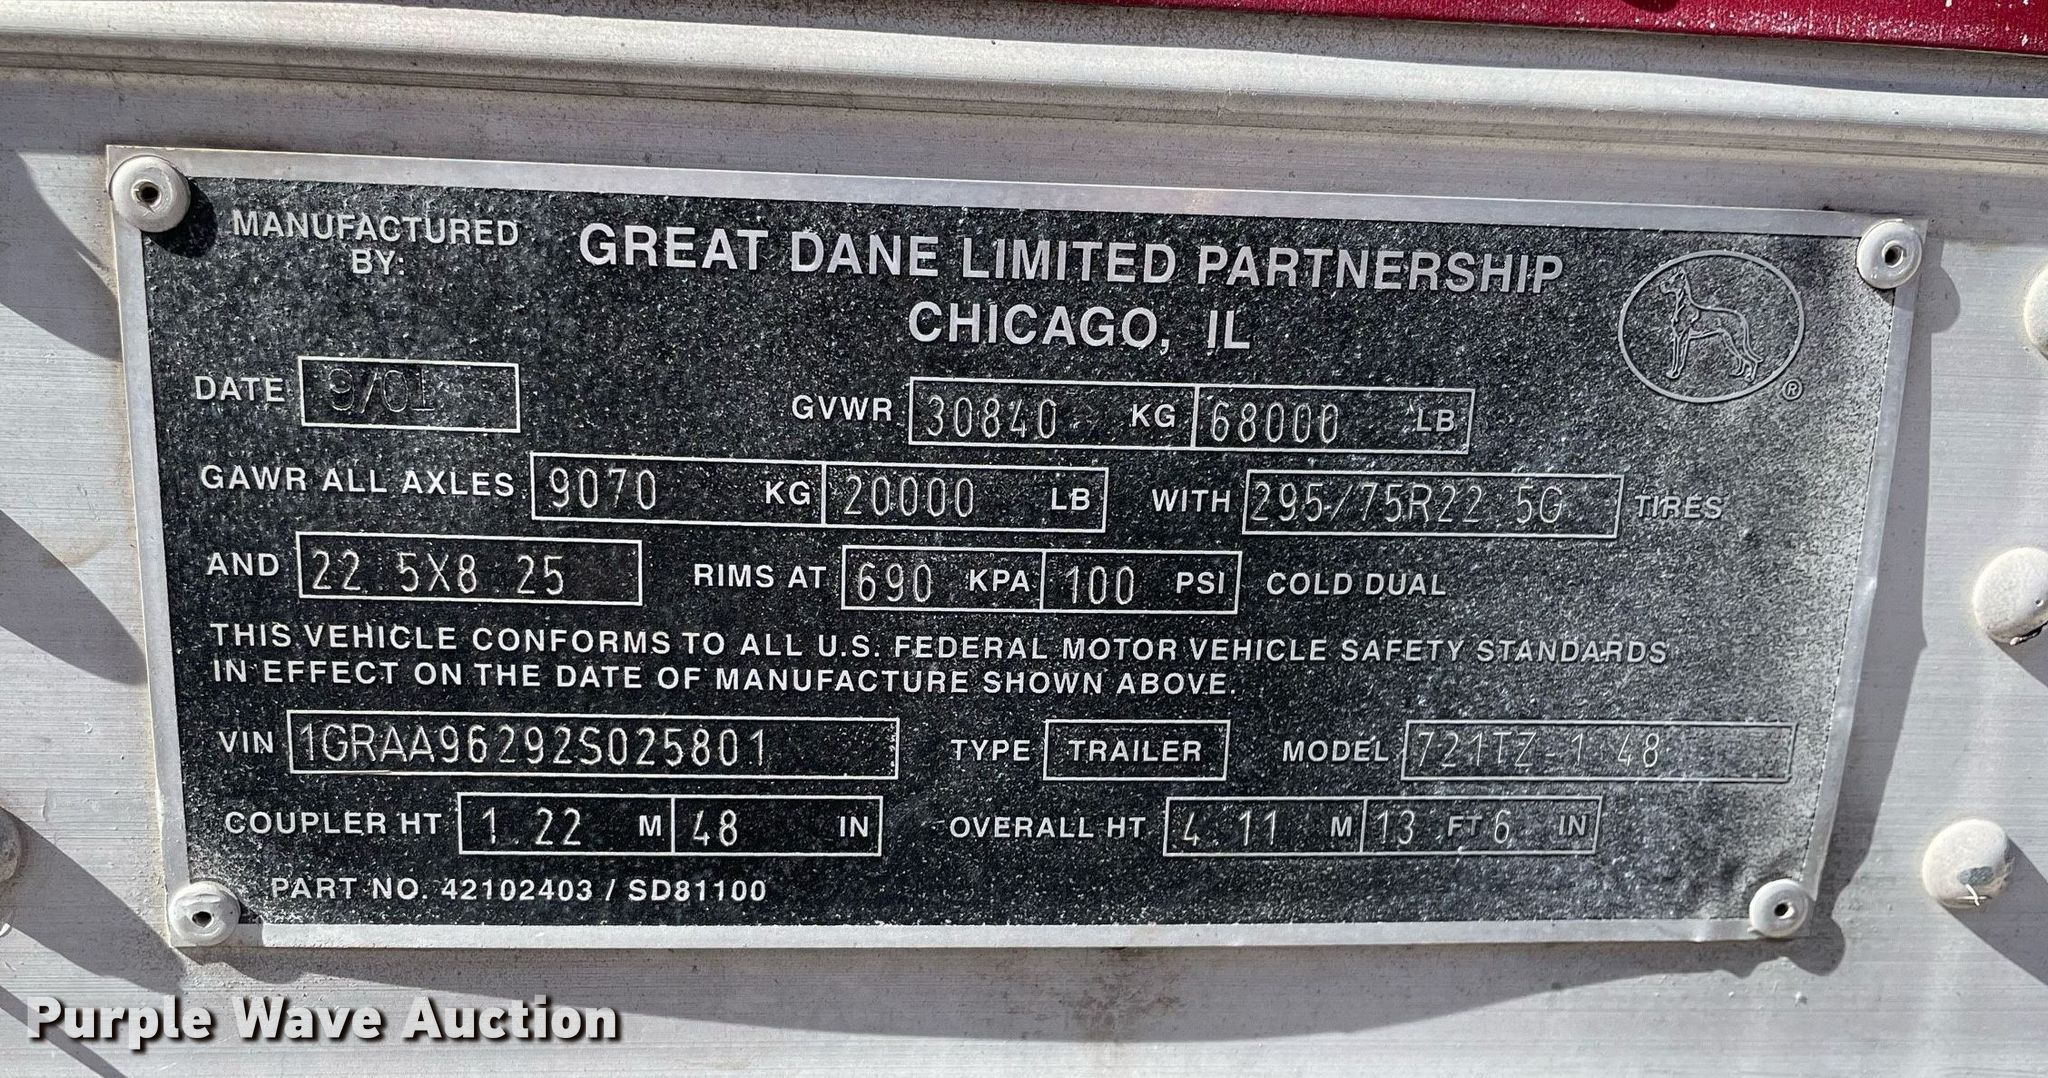 MANUFACTURED BY: GREAT DANE LIMITED PARTNERSHIP
CHICAGO, IL
®
DATE 9/01 GVWR 30840 KG 68000 LB
GAWR ALL AXLES 9070 KG 20000 LB WITH 295/75R22.5G TIRES
AND 22.5X8.25 RIMS AT 690 KPA 100 PSI COLD DUAL
THIS VEHICLE CONFORMS TO ALL U.S. FEDERAL MOTOR VEHICLE SAFETY STANDARDS
IN EFFECT ON THE DATE OF MANUFACTURE SHOWN ABOVE.
VIN 1GRAA96292S025801 TYPE TRAILER MODEL 721TZ-1 48
COUPLER HT 1.22 M 48 IN OVERALL HT 4.11 M 13 FT 6 IN
PART NO. 42102403 / SD81100
Purple Wave Auction